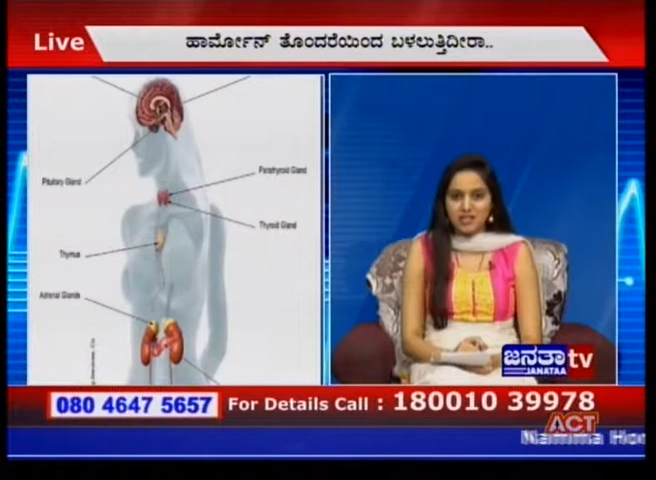 Live
ಹಾರ್ಮೋನ್ ತೊಂದರೆಯಿಂದ ಬಳಲುತ್ತಿದೀರಾ..
Pituitary Gland
Parathyroid Gland
Thyroid Gland
Thymus
Adrenal Glands
ಜನತಾ tv
JANATAA
080 4647 5657
For Details Call : 180010 39978
ACT
Namma